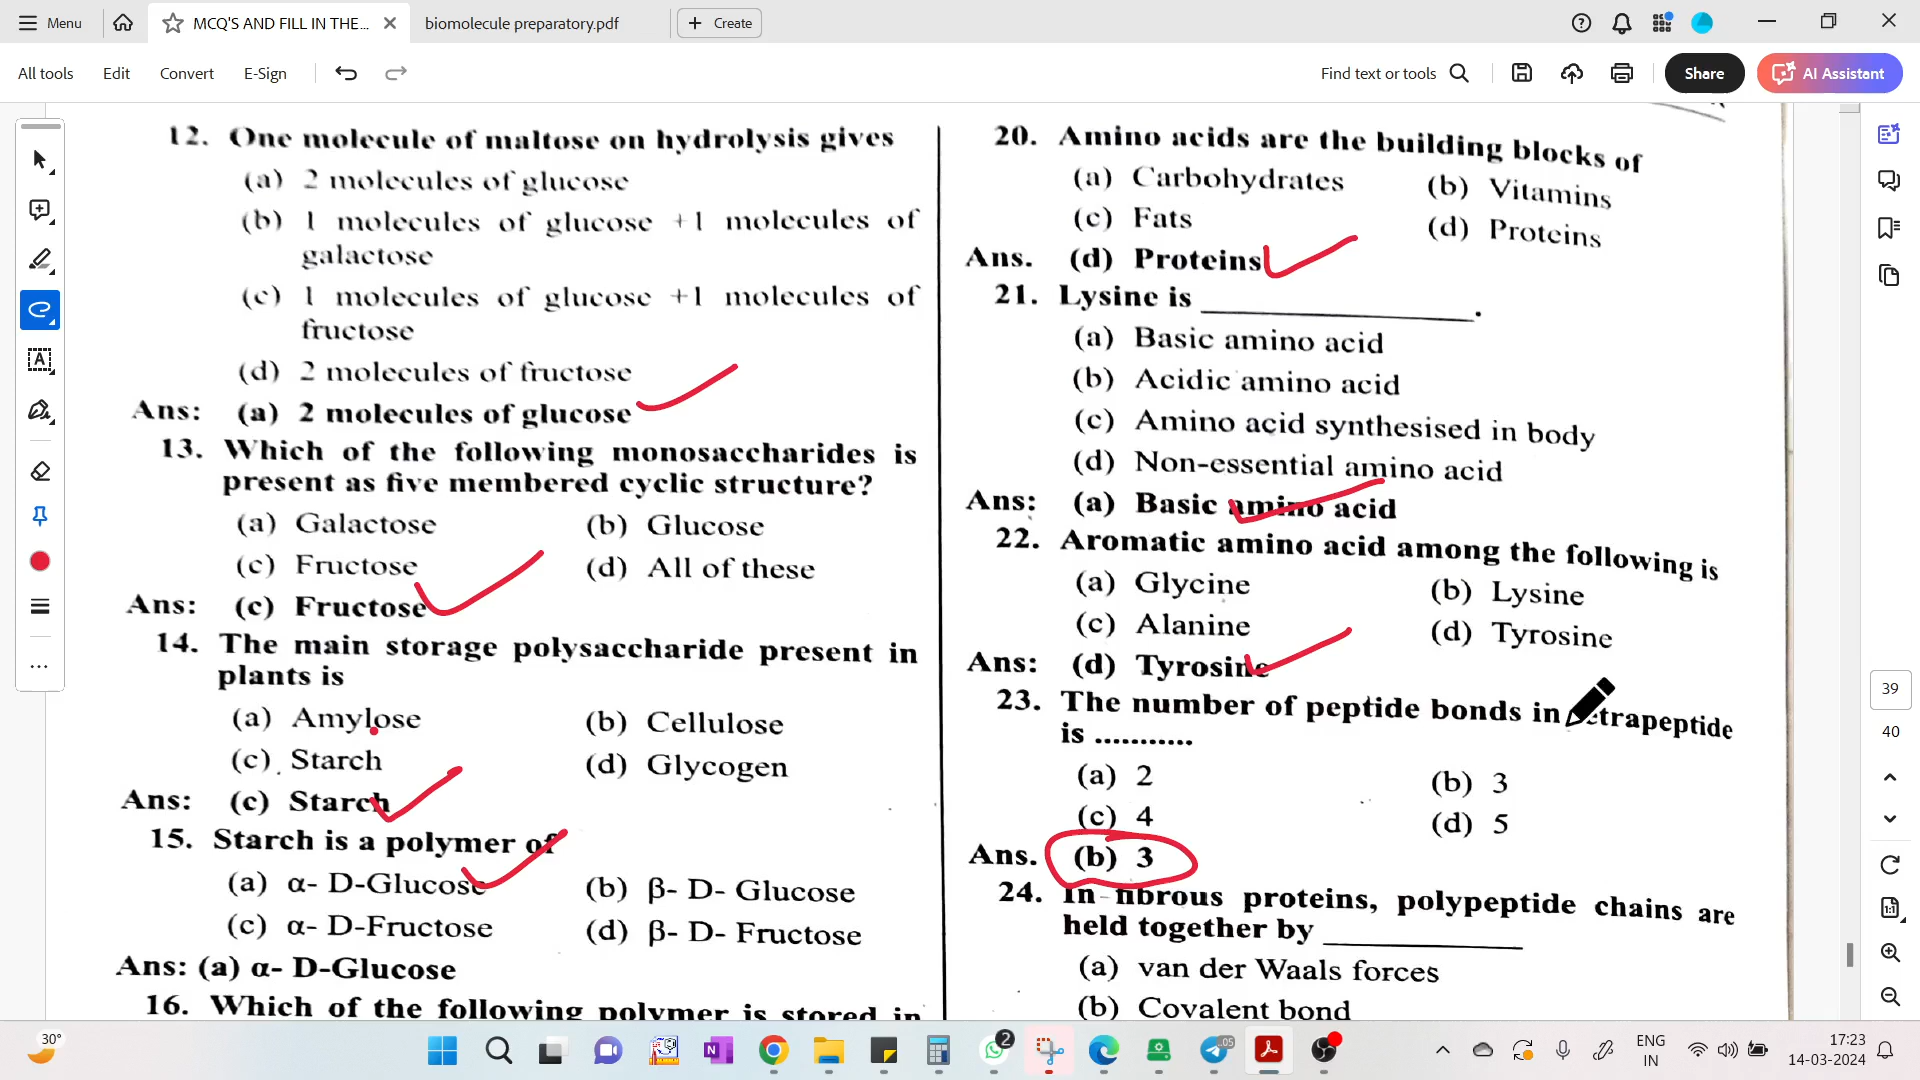 Menu
MCQ'S AND FILL IN THE...
biomolecule preparatory.pdf
Create
All tools
Edit
Convert
E-Sign
Find text or tools
Share
AI Assistant
12. One molecule of maltose on hydrolysis gives
(a) 2 molecules of glucose
(b) 1 molecules of glucose +1 molecules of
galactose
(c) 1 molecules of glucose +1 molecules of
fructose
(d) 2 molecules of fructose
Ans: (a) 2 molecules of glucose
13. Which of the following monosaccharides is
present as five membered cyclic structure?
(a) Galactose (b) Glucose
(c) Fructose (d) All of these
Ans: (c) Fructose
14. The main storage polysaccharide present in
plants is
(a) Amylose (b) Cellulose
(c) Starch (d) Glycogen
Ans: (c) Starch
15. Starch is a polymer of
(a) α- D-Glucose (b) β- D- Glucose
(c) α- D-Fructose (d) β- D- Fructose
Ans: (a) α- D-Glucose
16. Which of the following polymer is stored in
20. Amino acids are the building blocks of
(a) Carbohydrates (b) Vitamins
(c) Fats (d) Proteins
Ans. (d) Proteins
21. Lysine is ________________.
(a) Basic amino acid
(b) Acidic amino acid
(c) Amino acid synthesised in body
(d) Non-essential amino acid
Ans: (a) Basic amino acid
22. Aromatic amino acid among the following is
(a) Glycine (b) Lysine
(c) Alanine (d) Tyrosine
Ans: (d) Tyrosine
23. The number of peptide bonds in tetrapeptide
is ...........
(a) 2 (b) 3
(c) 4 (d) 5
Ans. (b) 3
24. In fibrous proteins, polypeptide chains are
held together by ____________
(a) van der Waals forces
(b) Covalent bond
39
40
30°
2
.05
ENG
IN
17:23
14-03-2024